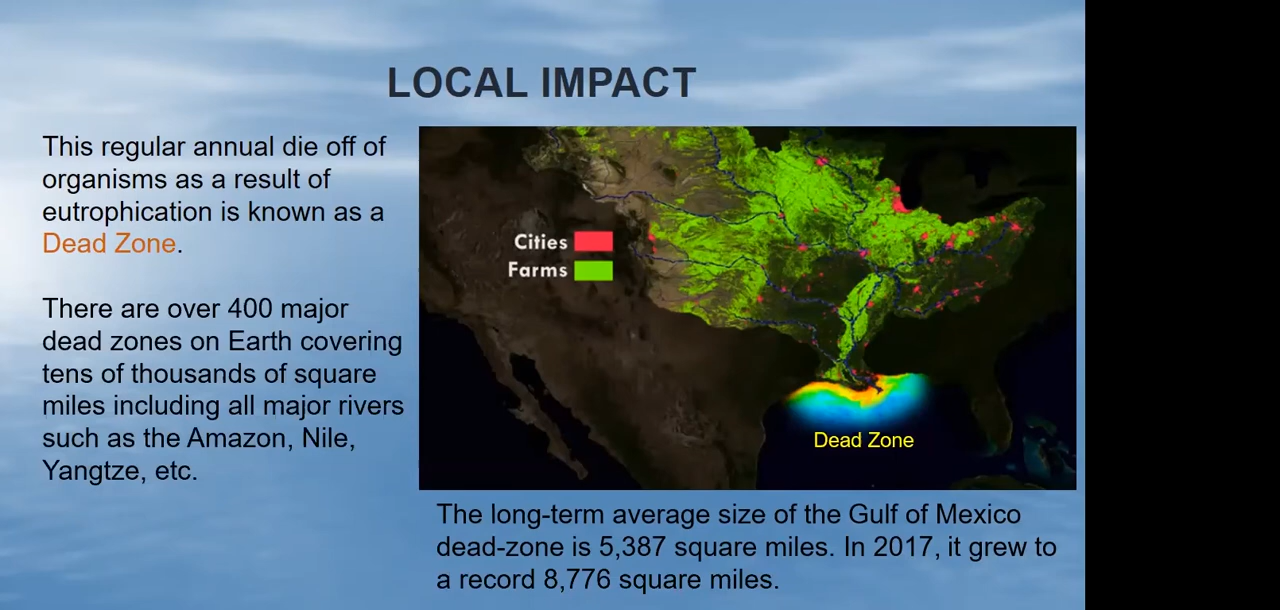 LOCAL IMPACT
This regular annual die off of
organisms as a result of
eutrophication is known as a
Dead Zone.
There are over 400 major
dead zones on Earth covering
tens of thousands of square
miles including all major rivers
such as the Amazon, Nile,
Yangtze, etc.
Cities
Farms
Dead Zone
The long-term average size of the Gulf of Mexico
dead-zone is 5,387 square miles. In 2017, it grew to
a record 8,776 square miles.